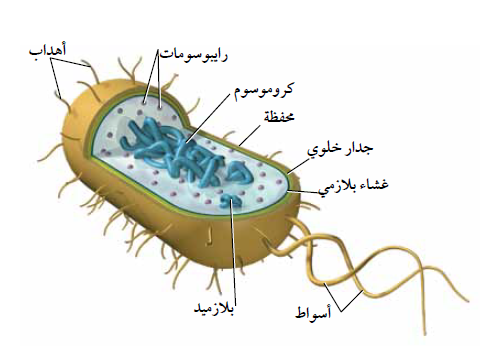 أهداب
رايبوسومات
كروموسوم
محفظة
جدار خلوي
غشاء بلازمي
بلازميد
أسواط